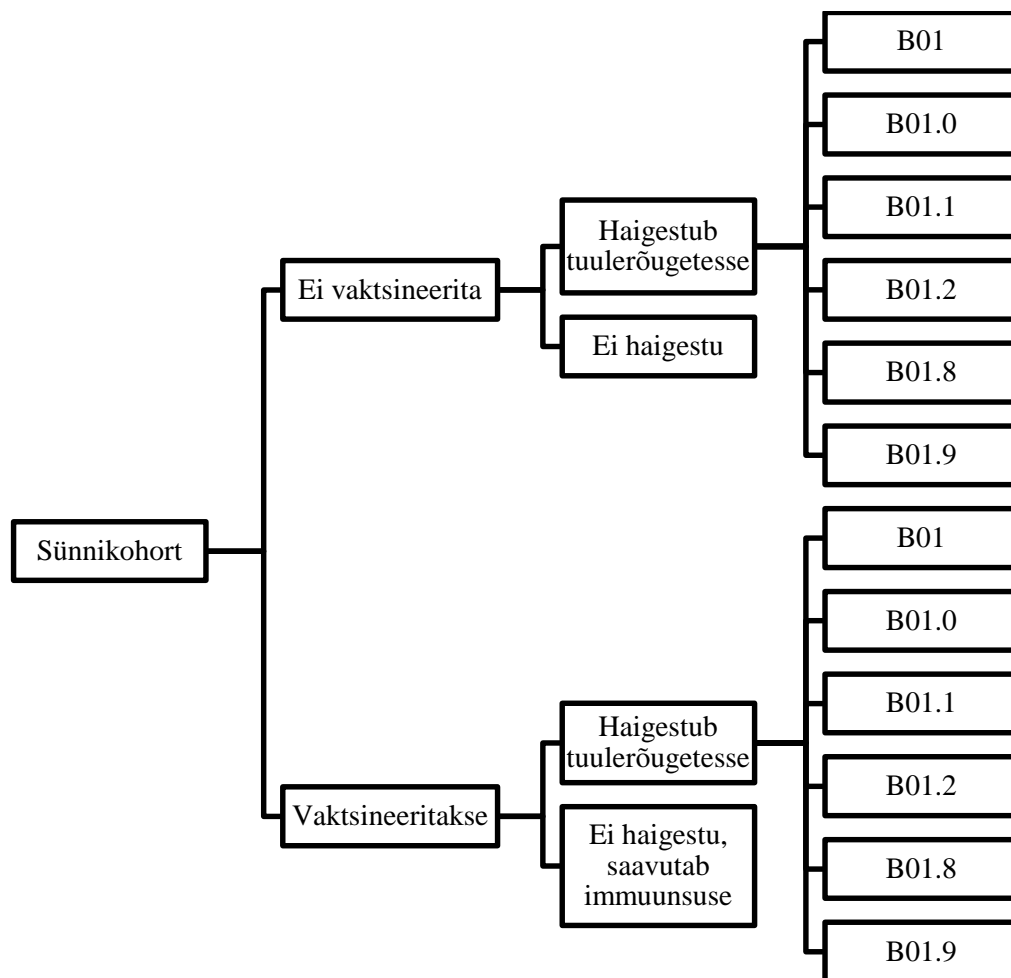 B01
B01.0
B01.1
Haigestub
tuulerõugetesse
B01.2
Ei vaktsineerita
Ei haigestu
B01.8
B01.9
Sünnikohort
B01
B01.0
B01.1
Haigestub
tuulerõugetesse
B01.2
Vaktsineeritakse
Ei haigestu,
saavutab
immuunsuse
B01.8
B01.9